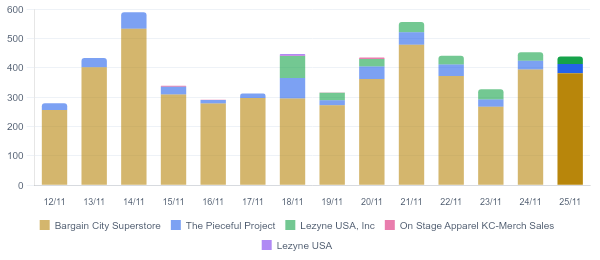 600
500
400
300
200
100
0
12/11 13/11 14/11 15/11 16/11 17/11 18/11 19/11 20/11 21/11 22/11 23/11 24/11 25/11
Bargain City Superstore The Pieceful Project Lezyne USA, Inc On Stage Apparel KC-Merch Sales
Lezyne USA